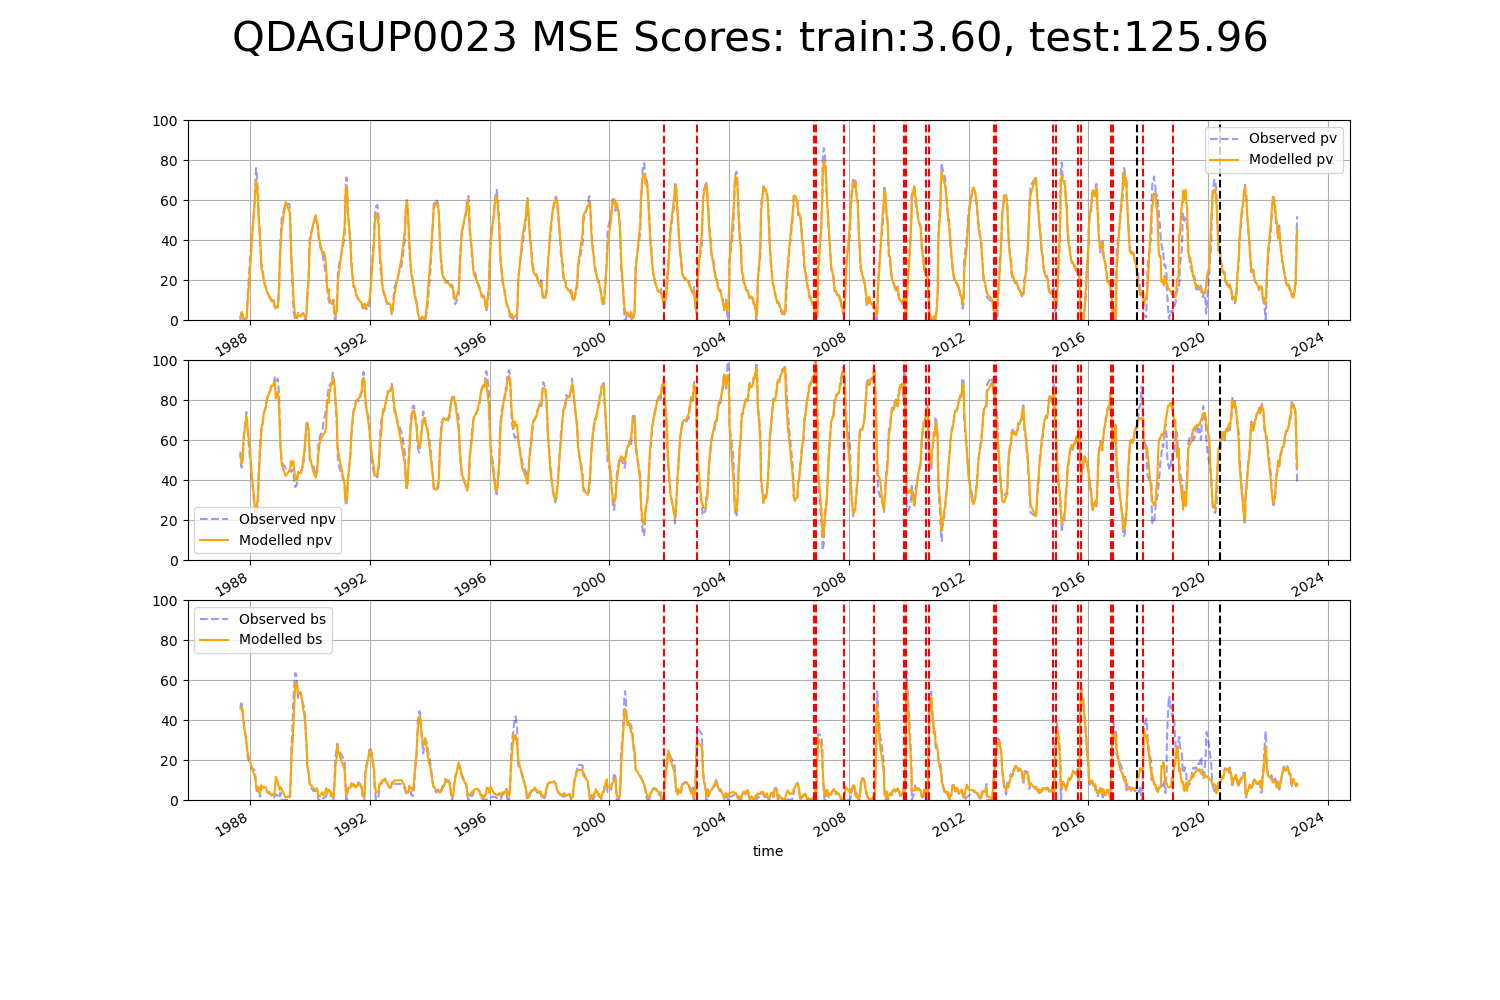 QDAGUP0023 MSE Scores: train:3.60, test:125.96
100
80
60
40
20
0
Observed pv
Modelled pv
1988 1992 1996 2000 2004 2008 2012 2016 2020 2024
100
80
60
40
20
0
Observed npv
Modelled npv
1988 1992 1996 2000 2004 2008 2012 2016 2020 2024
100
80
60
40
20
0
Observed bs
Modelled bs
1988 1992 1996 2000 2004 2008 2012 2016 2020 2024
time